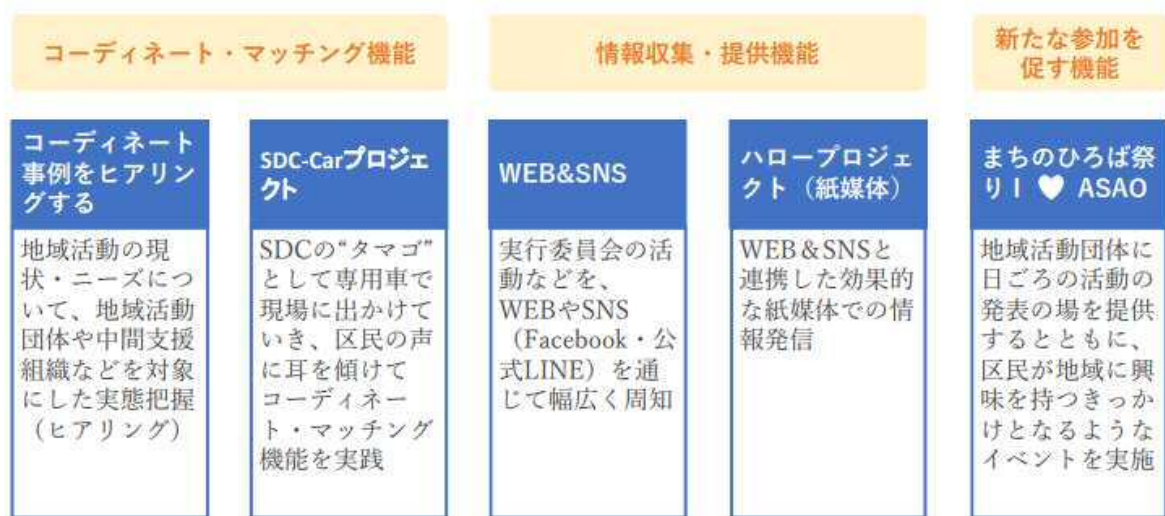 コーディネート・マッチング機能
情報収集・提供機能
新たな参加を
促す機能
コーディネート
事例をヒアリン
グする
地域活動の現
状・ニーズにつ
いて、地域活動
団体や中間支援
組織などを対象
にした実態把握
（ヒアリング）
SDC-Carプロジェ
クト
SDCの“タマゴ”
として専用車で
現場に出かけて
いき、区民の声
に耳を傾けて
コーディネー
ト・マッチング
機能を実践
WEB&SNS
実行委員会の活
動などを、
WEBやSNS
（Facebook・公
式LINE）を通
じて幅広く周知
ハロープロジェ
クト（紙媒体）
WEB＆SNSと
連携した効果的
な紙媒体での情
報発信
まちのひろば祭
りI ♥ ASAO
地域活動団体に
日ごろの活動の
発表の場を提供
するとともに、
区民が地域に興
味を持つきっか
けとなるような
イベントを実施